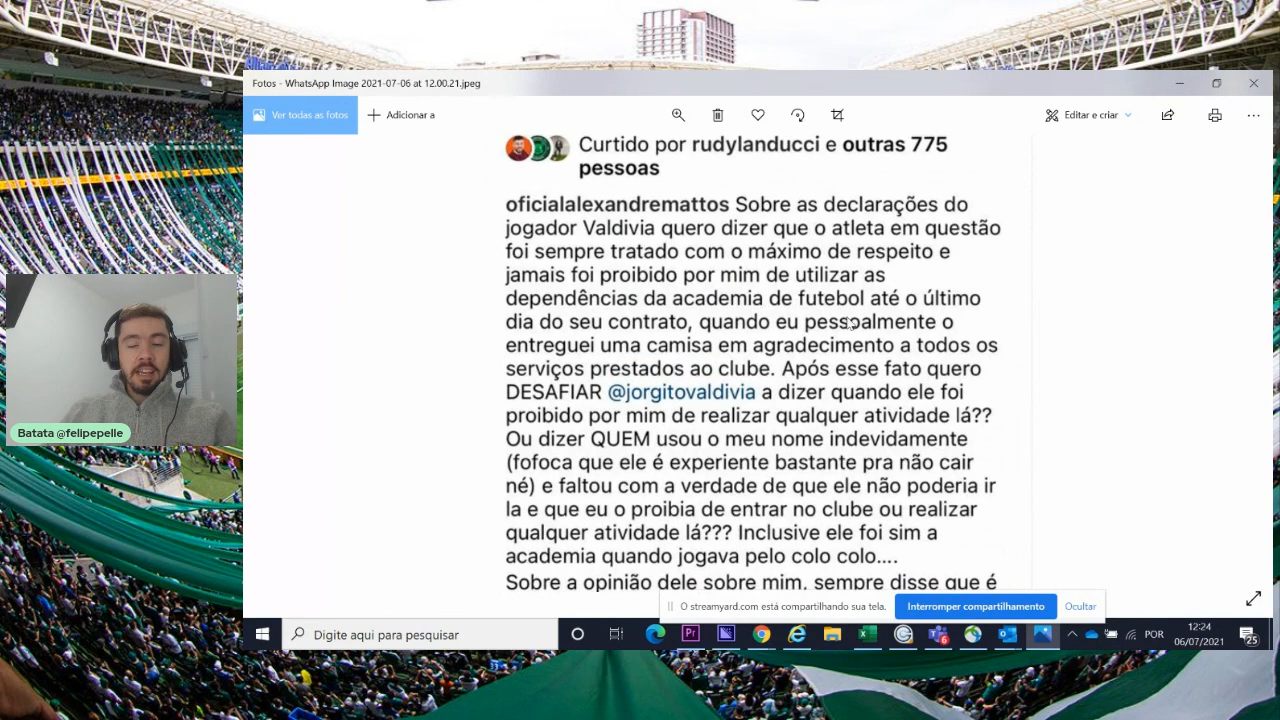 Fotos - WhatsApp Image 2021-07-06 at 12.00.21.jpeg
Ver todas as fotos
Adicionar a
Editar e criar
Curtido por rudylanducci e outras 775
pessoas
oficialalexandremattos Sobre as declarações do
jogador Valdivia quero dizer que o atleta em questão
foi sempre tratado com o máximo de respeito e
jamais foi proibido por mim de utilizar as
dependências da academia de futebol até o último
dia do seu contrato, quando eu pessoalmente o
entreguei uma camisa em agradecimento a todos os
serviços prestados ao clube. Após esse fato quero
DESAFIAR @jorgitovaldivia a dizer quando ele foi
proibido por mim de realizar qualquer atividade lá??
Ou dizer QUEM usou o meu nome indevidamente
(fofoca que ele é experiente bastante pra não cair
né) e faltou com a verdade de que ele não poderia ir
la e que eu o proibia de entrar no clube ou realizar
qualquer atividade lá??? Inclusive ele foi sim a
academia quando jogava pelo colo colo....
Sobre a opinião dele sobre mim, sempre disse que é
Batata @felipepelle
O streamyard.com está compartilhando sua tela.
Interromper compartilhamento
Ocultar
Digite aqui para pesquisar
Pr
6
POR
12:24
06/07/2021
25